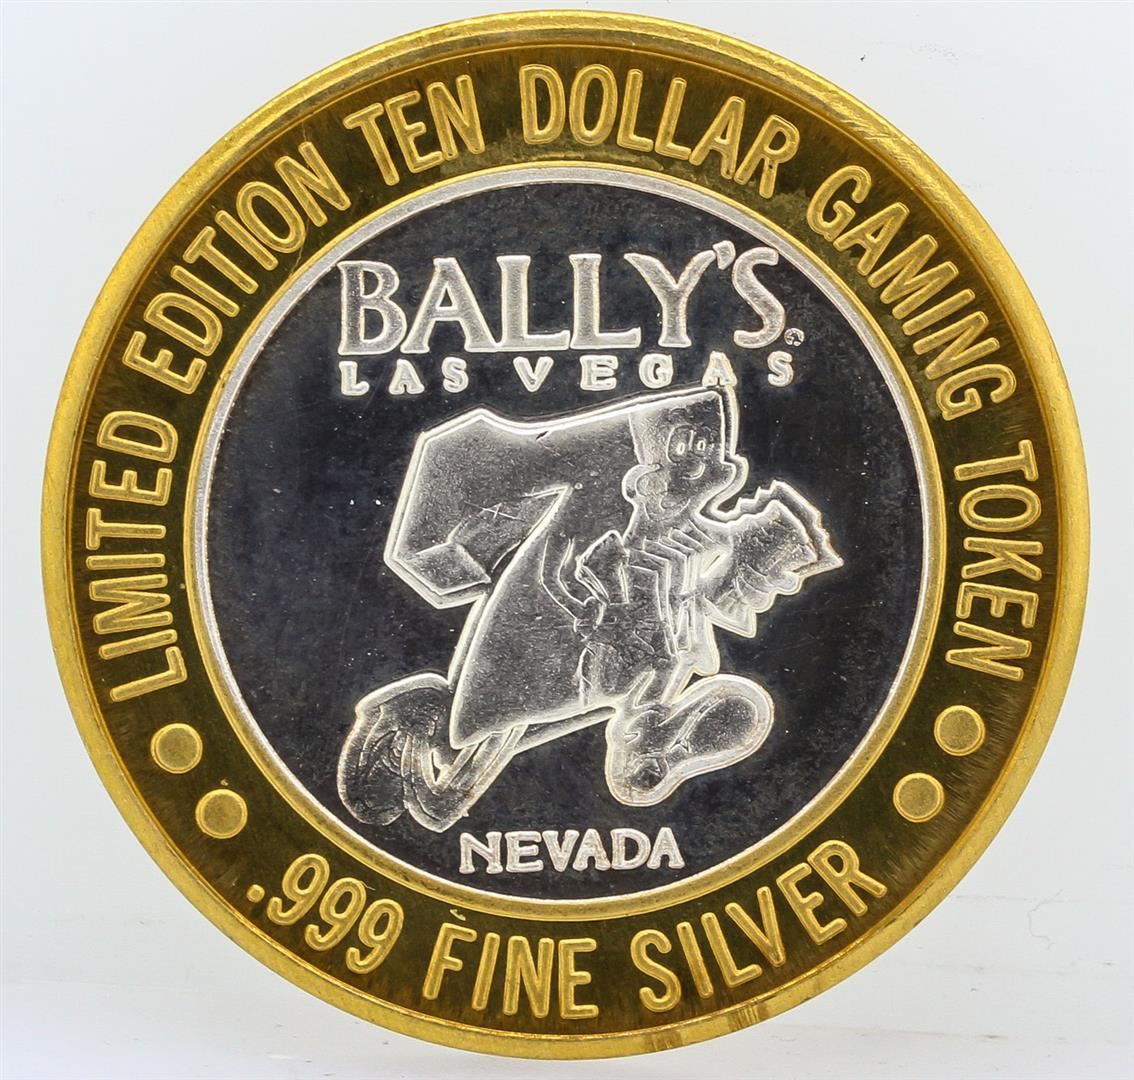 LIMITED EDITION TEN DOLLAR GAMING TOKEN
BALLY'S
LAS VEGAS
NEVADA
.999 FINE SILVER